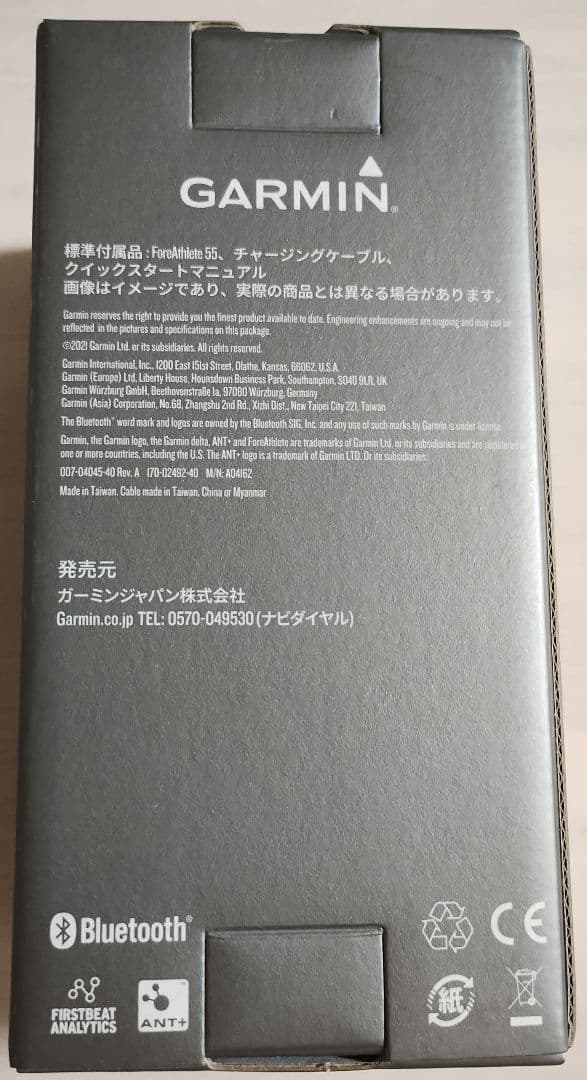 GARMIN®
標準付属品 : ForeAthlete 55、チャージングケーブル、
クイックスタートマニュアル
画像はイメージであり、実際の商品とは異なる場合があります。
Garmin reserves the right to provide you the finest product available to date. Engineering enhancements are ongoing and may not be
reflected in the pictures and specifications on this package.
©2021 Garmin Ltd. or its subsidiaries. All rights reserved.
Garmin International, Inc., 1200 East 151st Street, Olathe, Kansas, 66062, U.S.A.
Garmin (Europe) Ltd, Liberty House, Hounsdown Business Park, Southampton, SO40 9LR, UK
Garmin Würzburg GmbH, Beethovenstraße 1a, 97080 Würzburg, Germany
Garmin (Asia) Corporation, No.68, Zhangshu 2nd Rd., Xizhi Dist., New Taipei City 221, Taiwan
The Bluetooth® word mark and logos are owned by the Bluetooth SIG, Inc. and any use of such marks by Garmin is under license
Garmin, the Garmin logo, the Garmin delta, ANT+ and ForeAthlete are trademarks of Garmin Ltd. or its subsidiaries and are registered in
one or more countries, including the U.S. The ANT+ logo is a trademark of Garmin LTD. Or its subsidiaries.
007-04045-40 Rev. A 170-02492-40 M/N: A04162
Made in Taiwan. Cable made in Taiwan, China or Myanmar
発売元
ガーミンジャパン株式会社
Garmin.co.jp TEL: 0570-049530 (ナビダイヤル)
Bluetooth®
CE
FIRSTBEAT
ANALYTICS
ANT+
紙